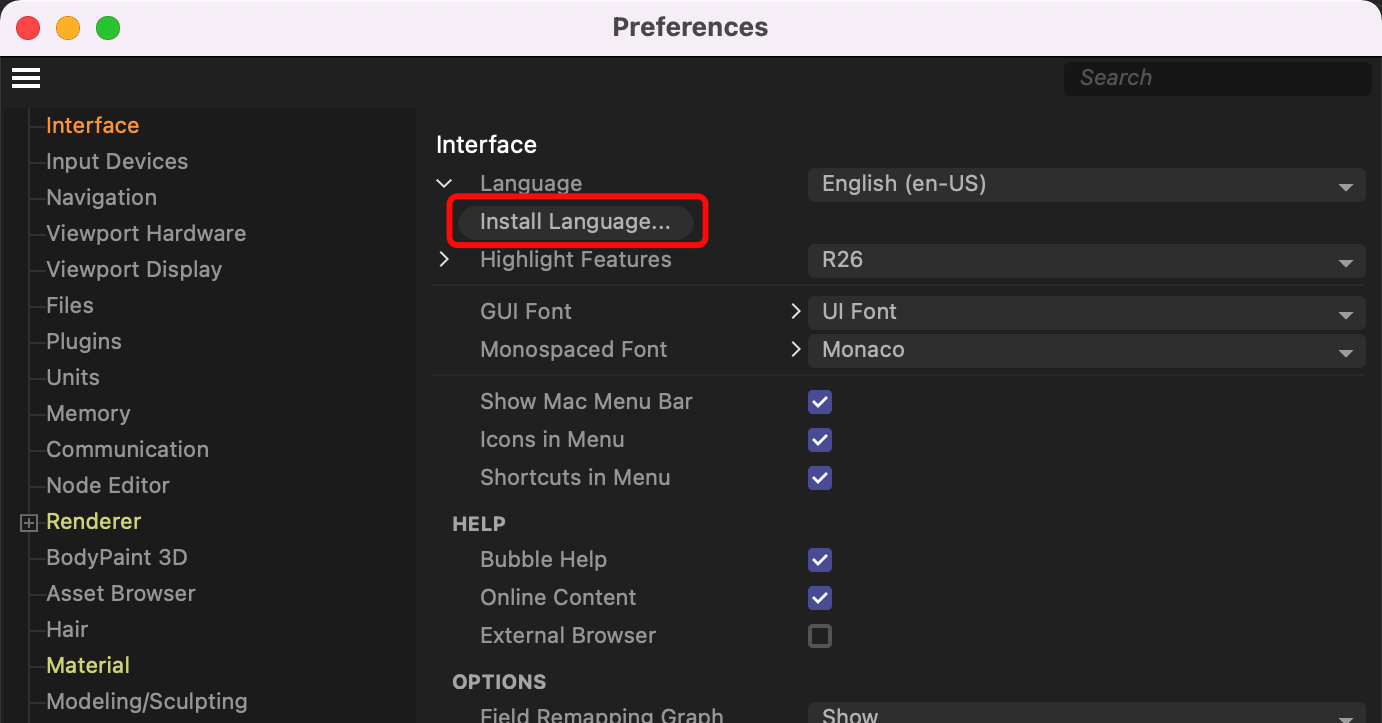 Preferences
Search
Interface
Input Devices
Navigation
Viewport Hardware
Viewport Display
Files
Plugins
Units
Memory
Communication
Node Editor
Renderer
BodyPaint 3D
Asset Browser
Hair
Material
Modeling/Sculpting
Interface
Language English (en-US)
Install Language...
Highlight Features R26
GUI Font UI Font
Monospaced Font Monaco
Show Mac Menu Bar
Icons in Menu
Shortcuts in Menu
HELP
Bubble Help
Online Content
External Browser
OPTIONS
Field Remapping Graph Show